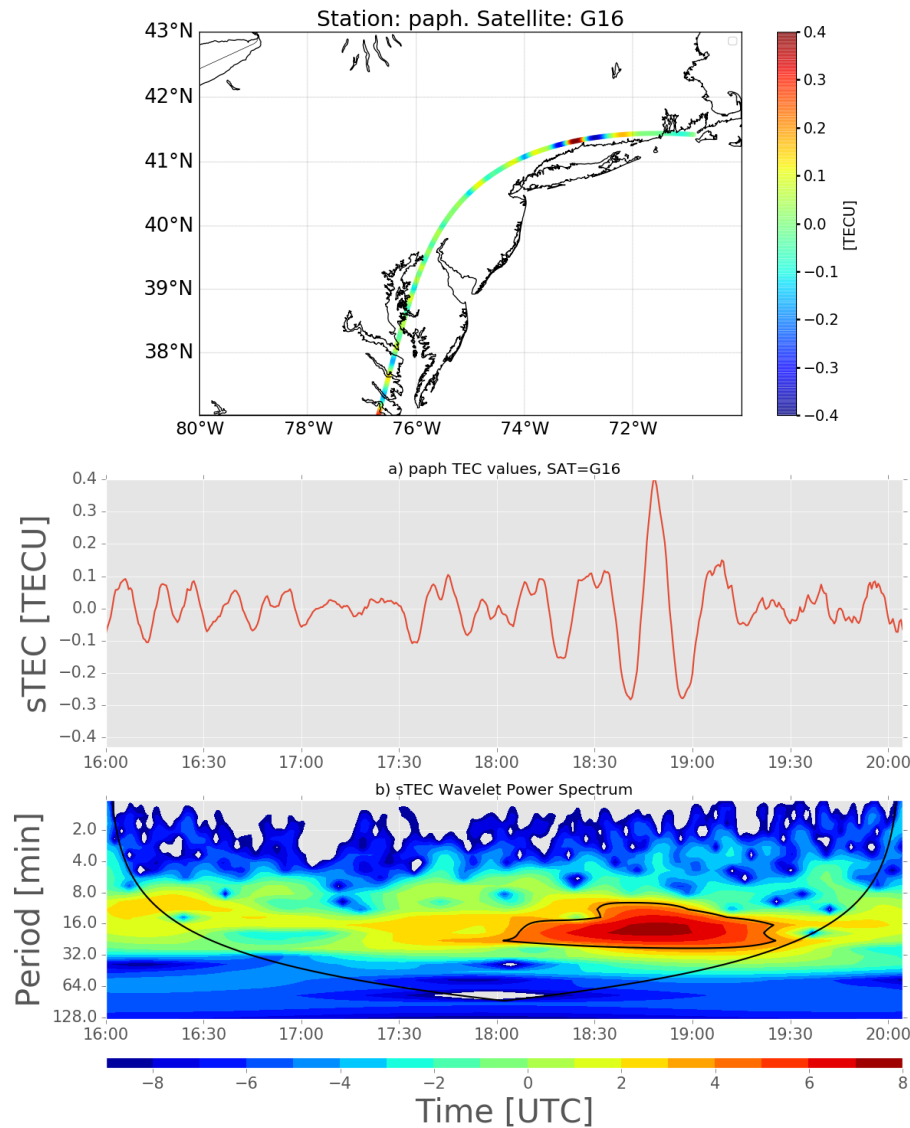 Station: paph. Satellite: G16
43°N
42°N
41°N
40°N
39°N
38°N
80°W 78°W 76°W 74°W 72°W
0.4
0.3
0.2
0.1
0.0
−0.1
−0.2
−0.3
−0.4
[TECU]
a) paph TEC values, SAT=G16
sTEC [TECU]
0.4
0.3
0.2
0.1
0.0
−0.1
−0.2
−0.3
−0.4
16:00 16:30 17:00 17:30 18:00 18:30 19:00 19:30 20:00
b) sTEC Wavelet Power Spectrum
Period [min]
2.0
4.0
8.0
16.0
32.0
64.0
128.0
16:00 16:30 17:00 17:30 18:00 18:30 19:00 19:30 20:00
−8 −6 −4 −2 0 2 4 6 8
Time [UTC]